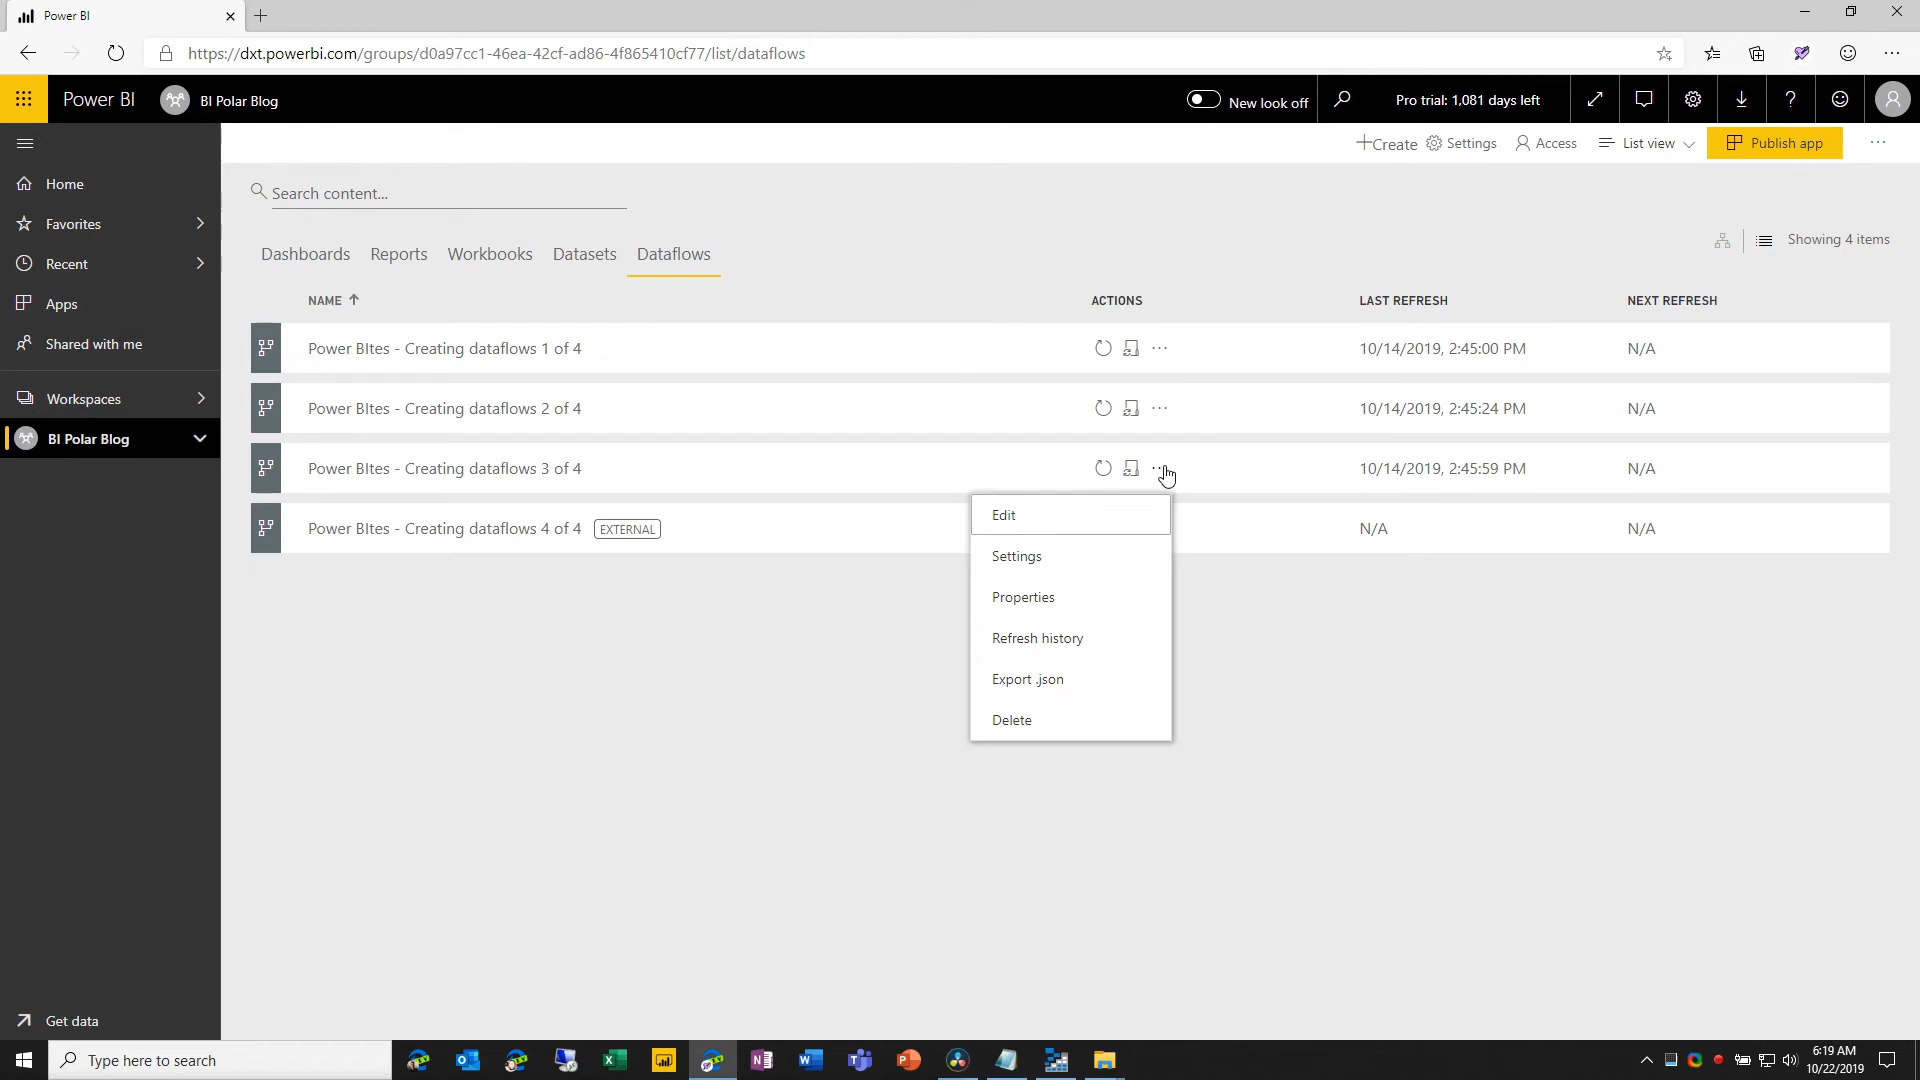 Power BI
https://dxt.powerbi.com/groups/d0a97cc1-46ea-42cf-ad86-4f865410cf77/list/dataflows
Power BI BI Polar Blog New look off Pro trial: 1,081 days left
Create Settings Access List view Publish app
Home
Favorites
Recent
Apps
Shared with me
Workspaces
BI Polar Blog
Get data
Search content...
Dashboards Reports Workbooks Datasets Dataflows Showing 4 items
NAME ACTIONS LAST REFRESH NEXT REFRESH
Power BItes - Creating dataflows 1 of 4 10/14/2019, 2:45:00 PM N/A
Power BItes - Creating dataflows 2 of 4 10/14/2019, 2:45:24 PM N/A
Power BItes - Creating dataflows 3 of 4 10/14/2019, 2:45:59 PM N/A
Power BItes - Creating dataflows 4 of 4 EXTERNAL N/A N/A
Edit
Settings
Properties
Refresh history
Export .json
Delete
Type here to search
6:19 AM
10/22/2019